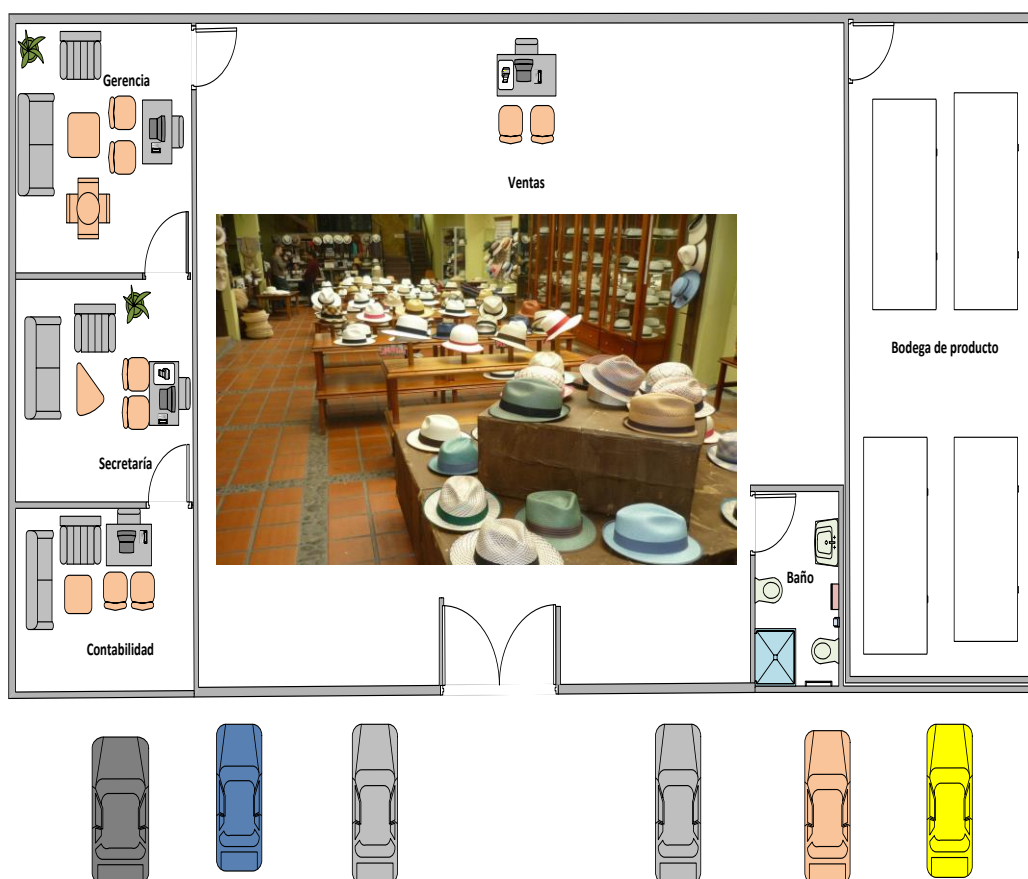 Gerencia
Ventas
Bodega de producto
Secretaría
Baño
Contabilidad